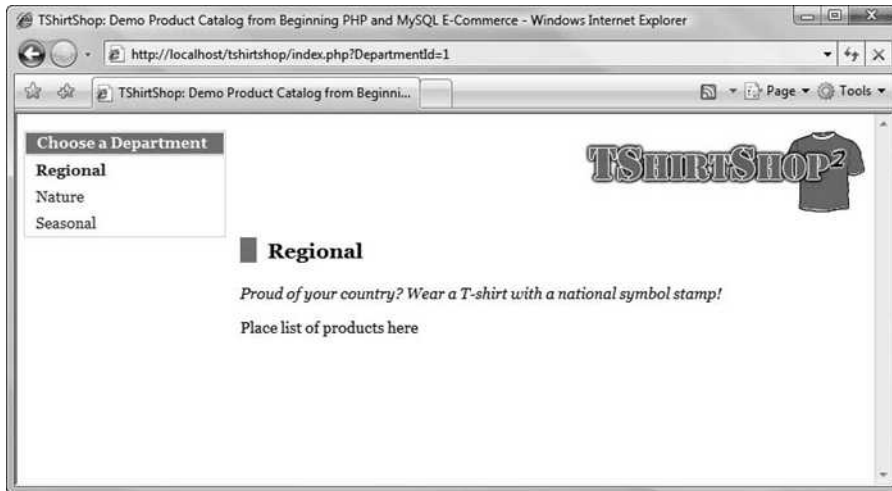 TShirtShop: Demo Product Catalog from Beginning PHP and MySQL E-Commerce - Windows Internet Explorer
http://localhost/tshirtshop/index.php?DepartmentId=1
TShirtShop: Demo Product Catalog from Beginni...
Page
Tools
Choose a Department
Regional
Nature
Seasonal
TSHIRTSHOP2
Regional
Proud of your country? Wear a T-shirt with a national symbol stamp!
Place list of products here